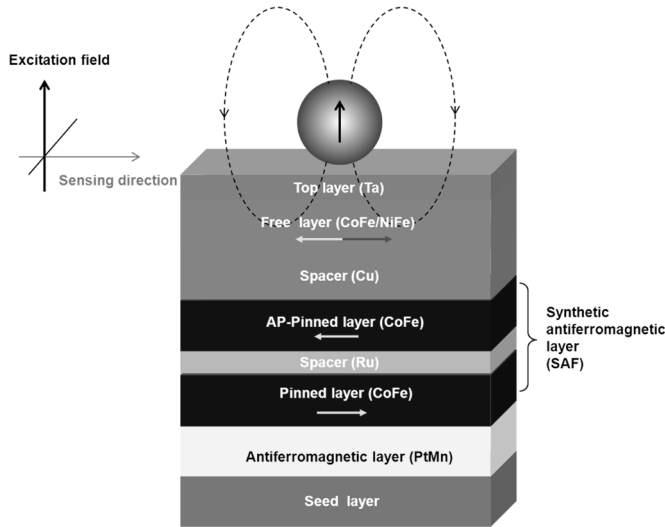 Excitation field
Sensing direction
Top layer (Ta)
Free layer (CoFe/NiFe)
Spacer (Cu)
AP-Pinned layer (CoFe)
Spacer (Ru)
Pinned layer (CoFe)
Antiferromagnetic layer (PtMn)
Seed layer
Synthetic
antiferromagnetic
layer
(SAF)